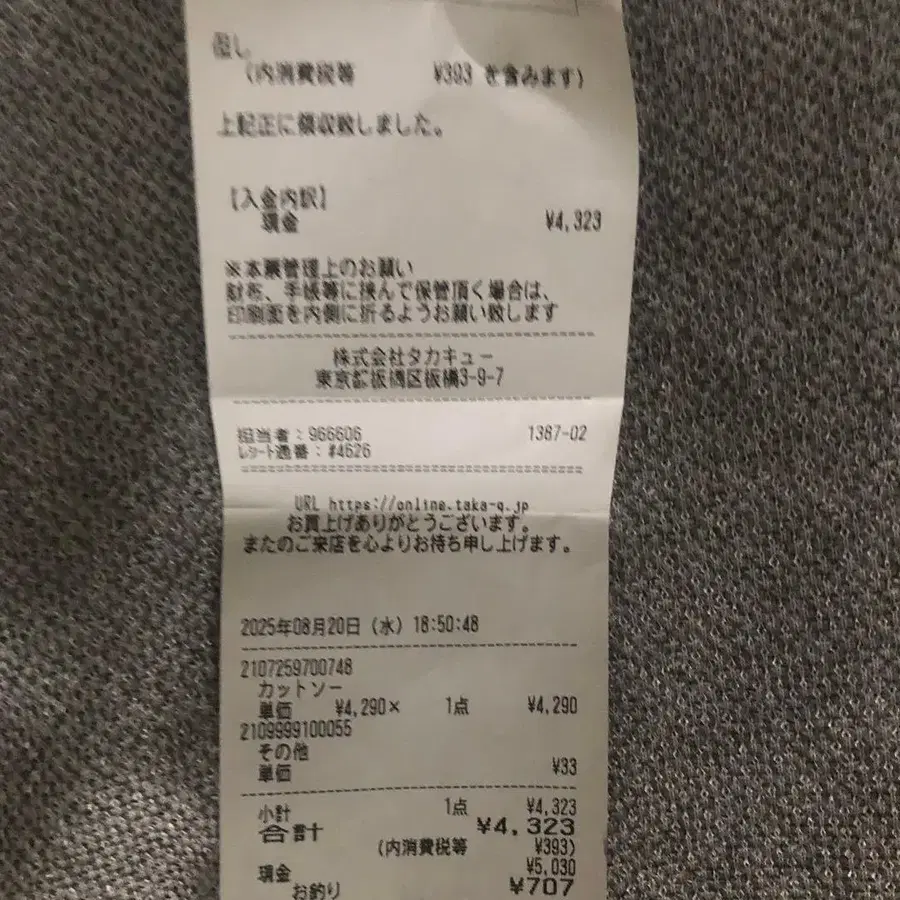 但し
(内消費税等 ¥393 を含みます)
上記正に領収致しました。
【入金内訳】
現金 ¥4,323
※本票管理上のお願い
財布、手帳等に挟んで保管頂く場合は、
印刷面を内側に折るようお願い致します
株式会社タカキュー
東京都板橋区板橋3-9-7
担当者:966606 1387-02
ﾚｼｰﾄ通番:#4626
URL https://online.taka-q.jp
お買上げありがとうございます。
またのご来店を心よりお待ち申し上げます。
2025年08月20日(水) 18:50:48
2107259700748
カットソー
単価 ¥4,290× 1点 ¥4,290
2109999100055
その他
単価 ¥33
小計 1点 ¥4,323
合計 ¥4,323
(内消費税等 ¥393)
現金 ¥5,030
お釣り ¥707